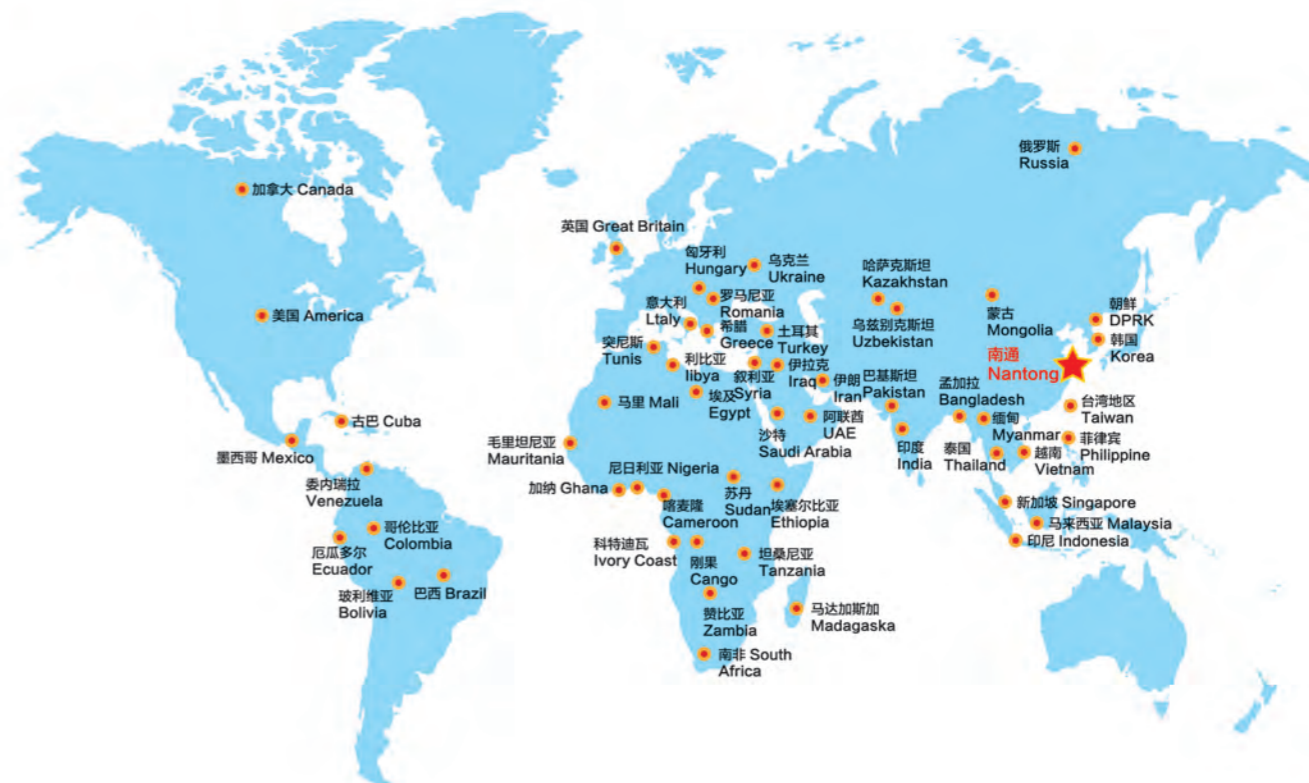 俄罗斯
Russia
加拿大 Canada
英国 Great Britain
匈牙利
Hungary
乌克兰
Ukraine
哈萨克斯坦
Kazakhstan
罗马尼亚
Romania
意大利
Ltaly
希腊
Greece
土耳其
Turkey
乌兹别克斯坦
Uzbekistan
蒙古
Mongolia
朝鲜
DPRK
韩国
Korea
美国 America
突尼斯
Tunis
利比亚
libya
叙利亚
Syria
伊拉克
Iraq
伊朗
Iran
巴基斯坦
Pakistan
孟加拉
Bangladesh
南通
Nantong
马里 Mali
埃及
Egypt
沙特
Saudi Arabia
阿联酋
UAE
印度
India
缅甸
Myanmar
泰国
Thailand
越南
Vietnam
台湾地区
Taiwan
菲律宾
Philippine
古巴 Cuba
墨西哥 Mexico
毛里坦尼亚
Mauritania
委内瑞拉
Venezuela
尼日利亚 Nigeria
加纳 Ghana
喀麦隆
Cameroon
苏丹
Sudan
埃塞尔比亚
Ethiopia
新加坡 Singapore
马来西亚 Malaysia
印尼 Indonesia
哥伦比亚
Colombia
厄瓜多尔
Ecuador
科特迪瓦
Ivory Coast
刚果
Cango
坦桑尼亚
Tanzania
玻利维亚
Bolivia
巴西 Brazil
赞比亚
Zambia
马达加斯加
Madagaska
南非 South
Africa